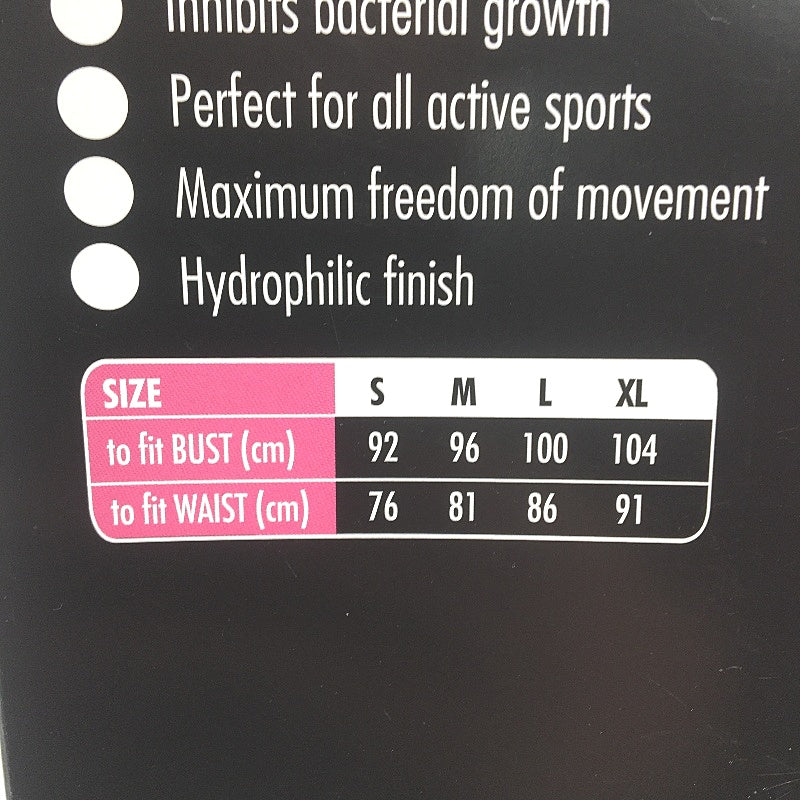 Inhibits bacterial growth
Perfect for all active sports
Maximum freedom of movement
Hydrophilic finish
SIZE S M L XL
to fit BUST (cm) 92 96 100 104
to fit WAIST (cm) 76 81 86 91